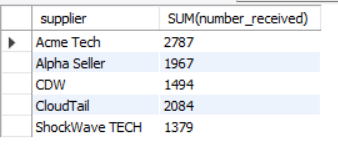 supplier SUM(number_received)
Acme Tech 2787
Alpha Seller 1967
CDW 1494
CloudTail 2084
ShockWave TECH 1379